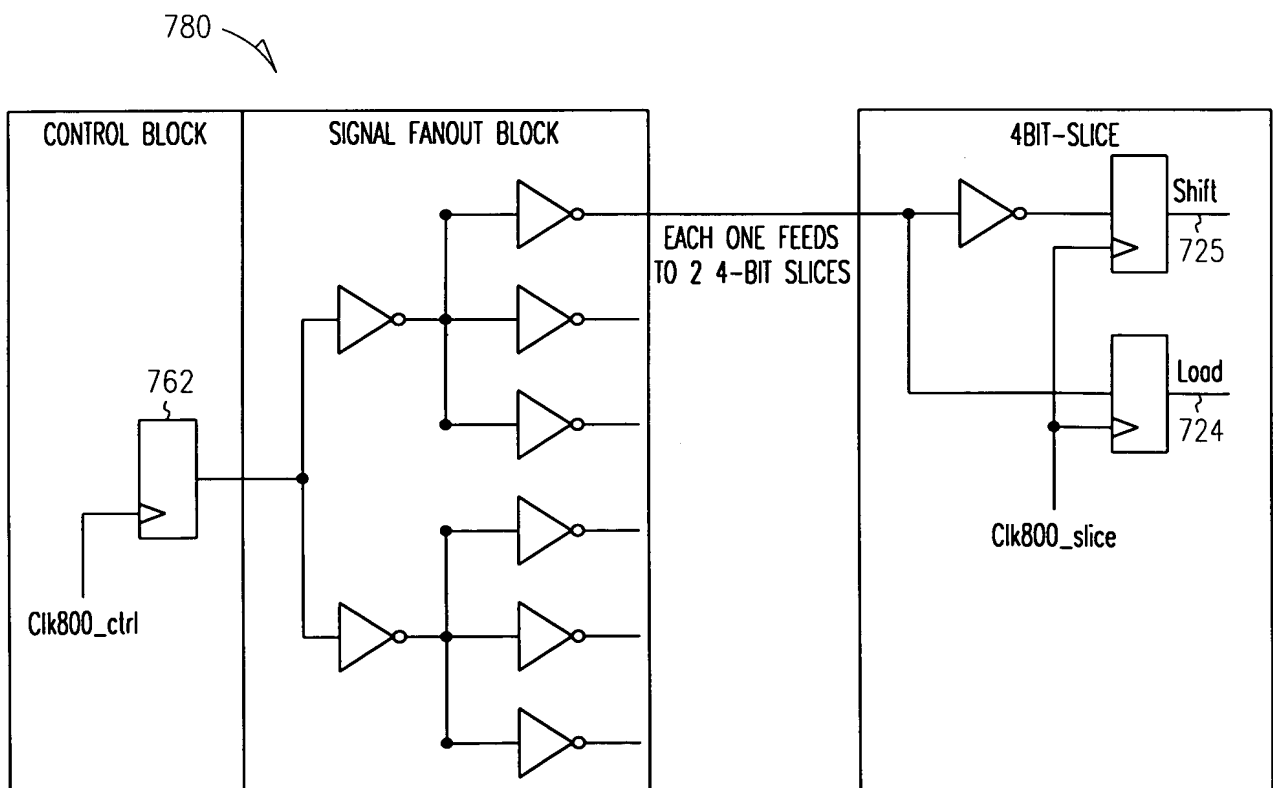 780
CONTROL BLOCK
SIGNAL FANOUT BLOCK
4BIT-SLICE
Shift
725
EACH ONE FEEDS
TO 2 4-BIT SLICES
762
Load
724
Clk800_slice
Clk800_ctrl